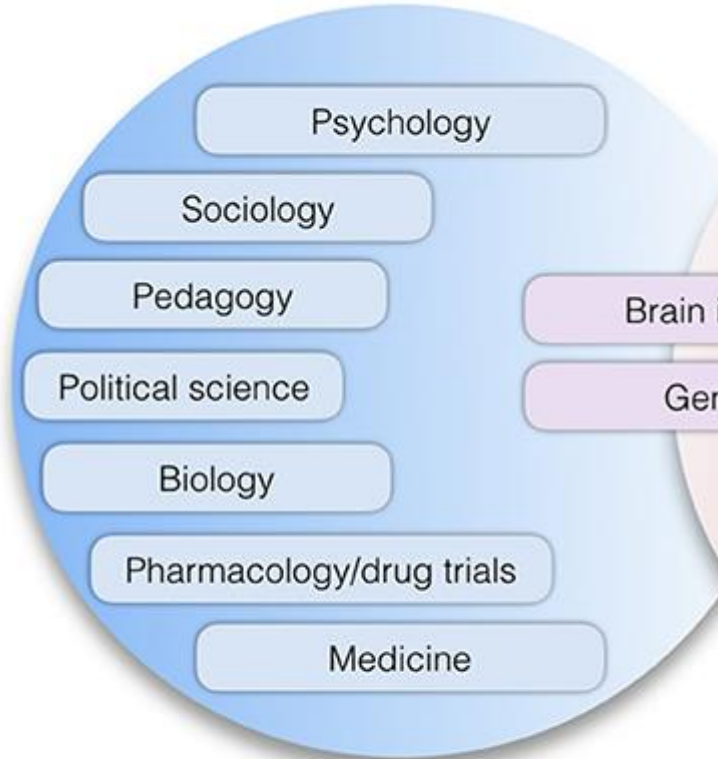 Psychology
Sociology
Pedagogy
Brain
Political science
Biology
Pharmacology/drug trials
Medicine